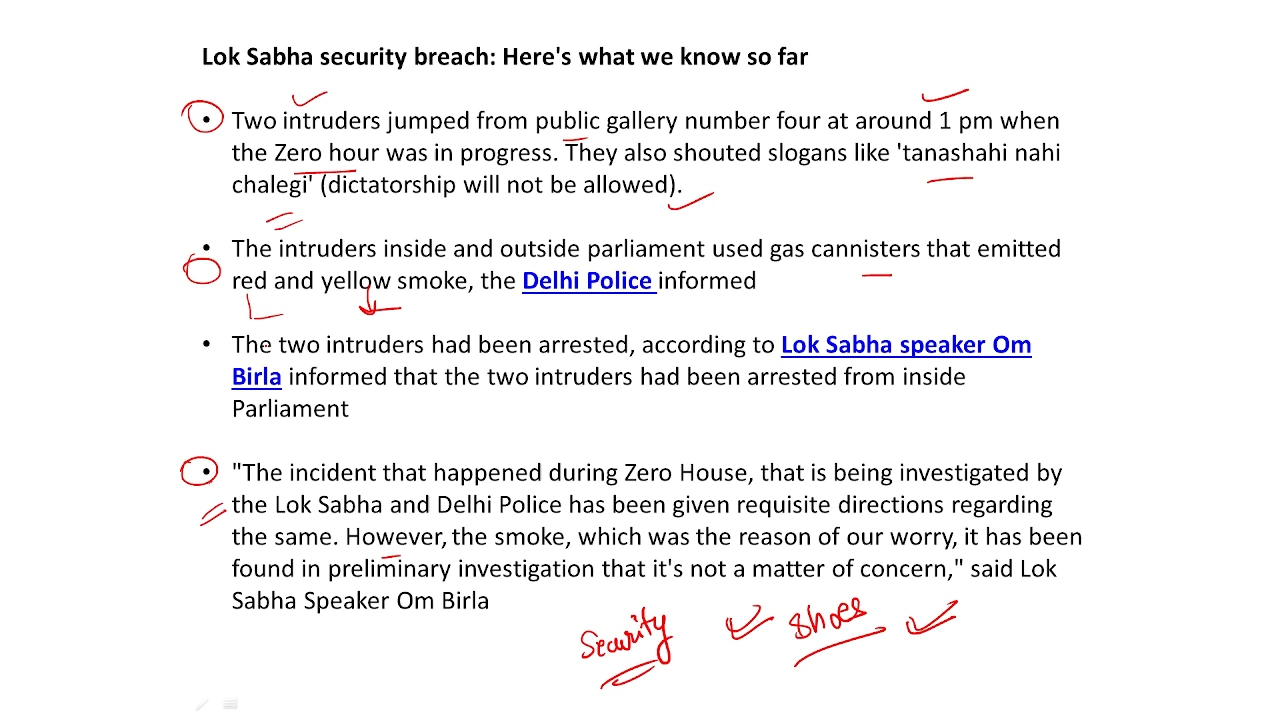 Lok Sabha security breach: Here's what we know so far
• Two intruders jumped from public gallery number four at around 1 pm when
the Zero hour was in progress. They also shouted slogans like 'tanashahi nahi
chalegi' (dictatorship will not be allowed).
• The intruders inside and outside parliament used gas cannisters that emitted
red and yellow smoke, the Delhi Police informed
• The two intruders had been arrested, according to Lok Sabha speaker Om
Birla informed that the two intruders had been arrested from inside
Parliament
• "The incident that happened during Zero House, that is being investigated by
the Lok Sabha and Delhi Police has been given requisite directions regarding
the same. However, the smoke, which was the reason of our worry, it has been
found in preliminary investigation that it's not a matter of concern," said Lok
Sabha Speaker Om Birla
Security shoes